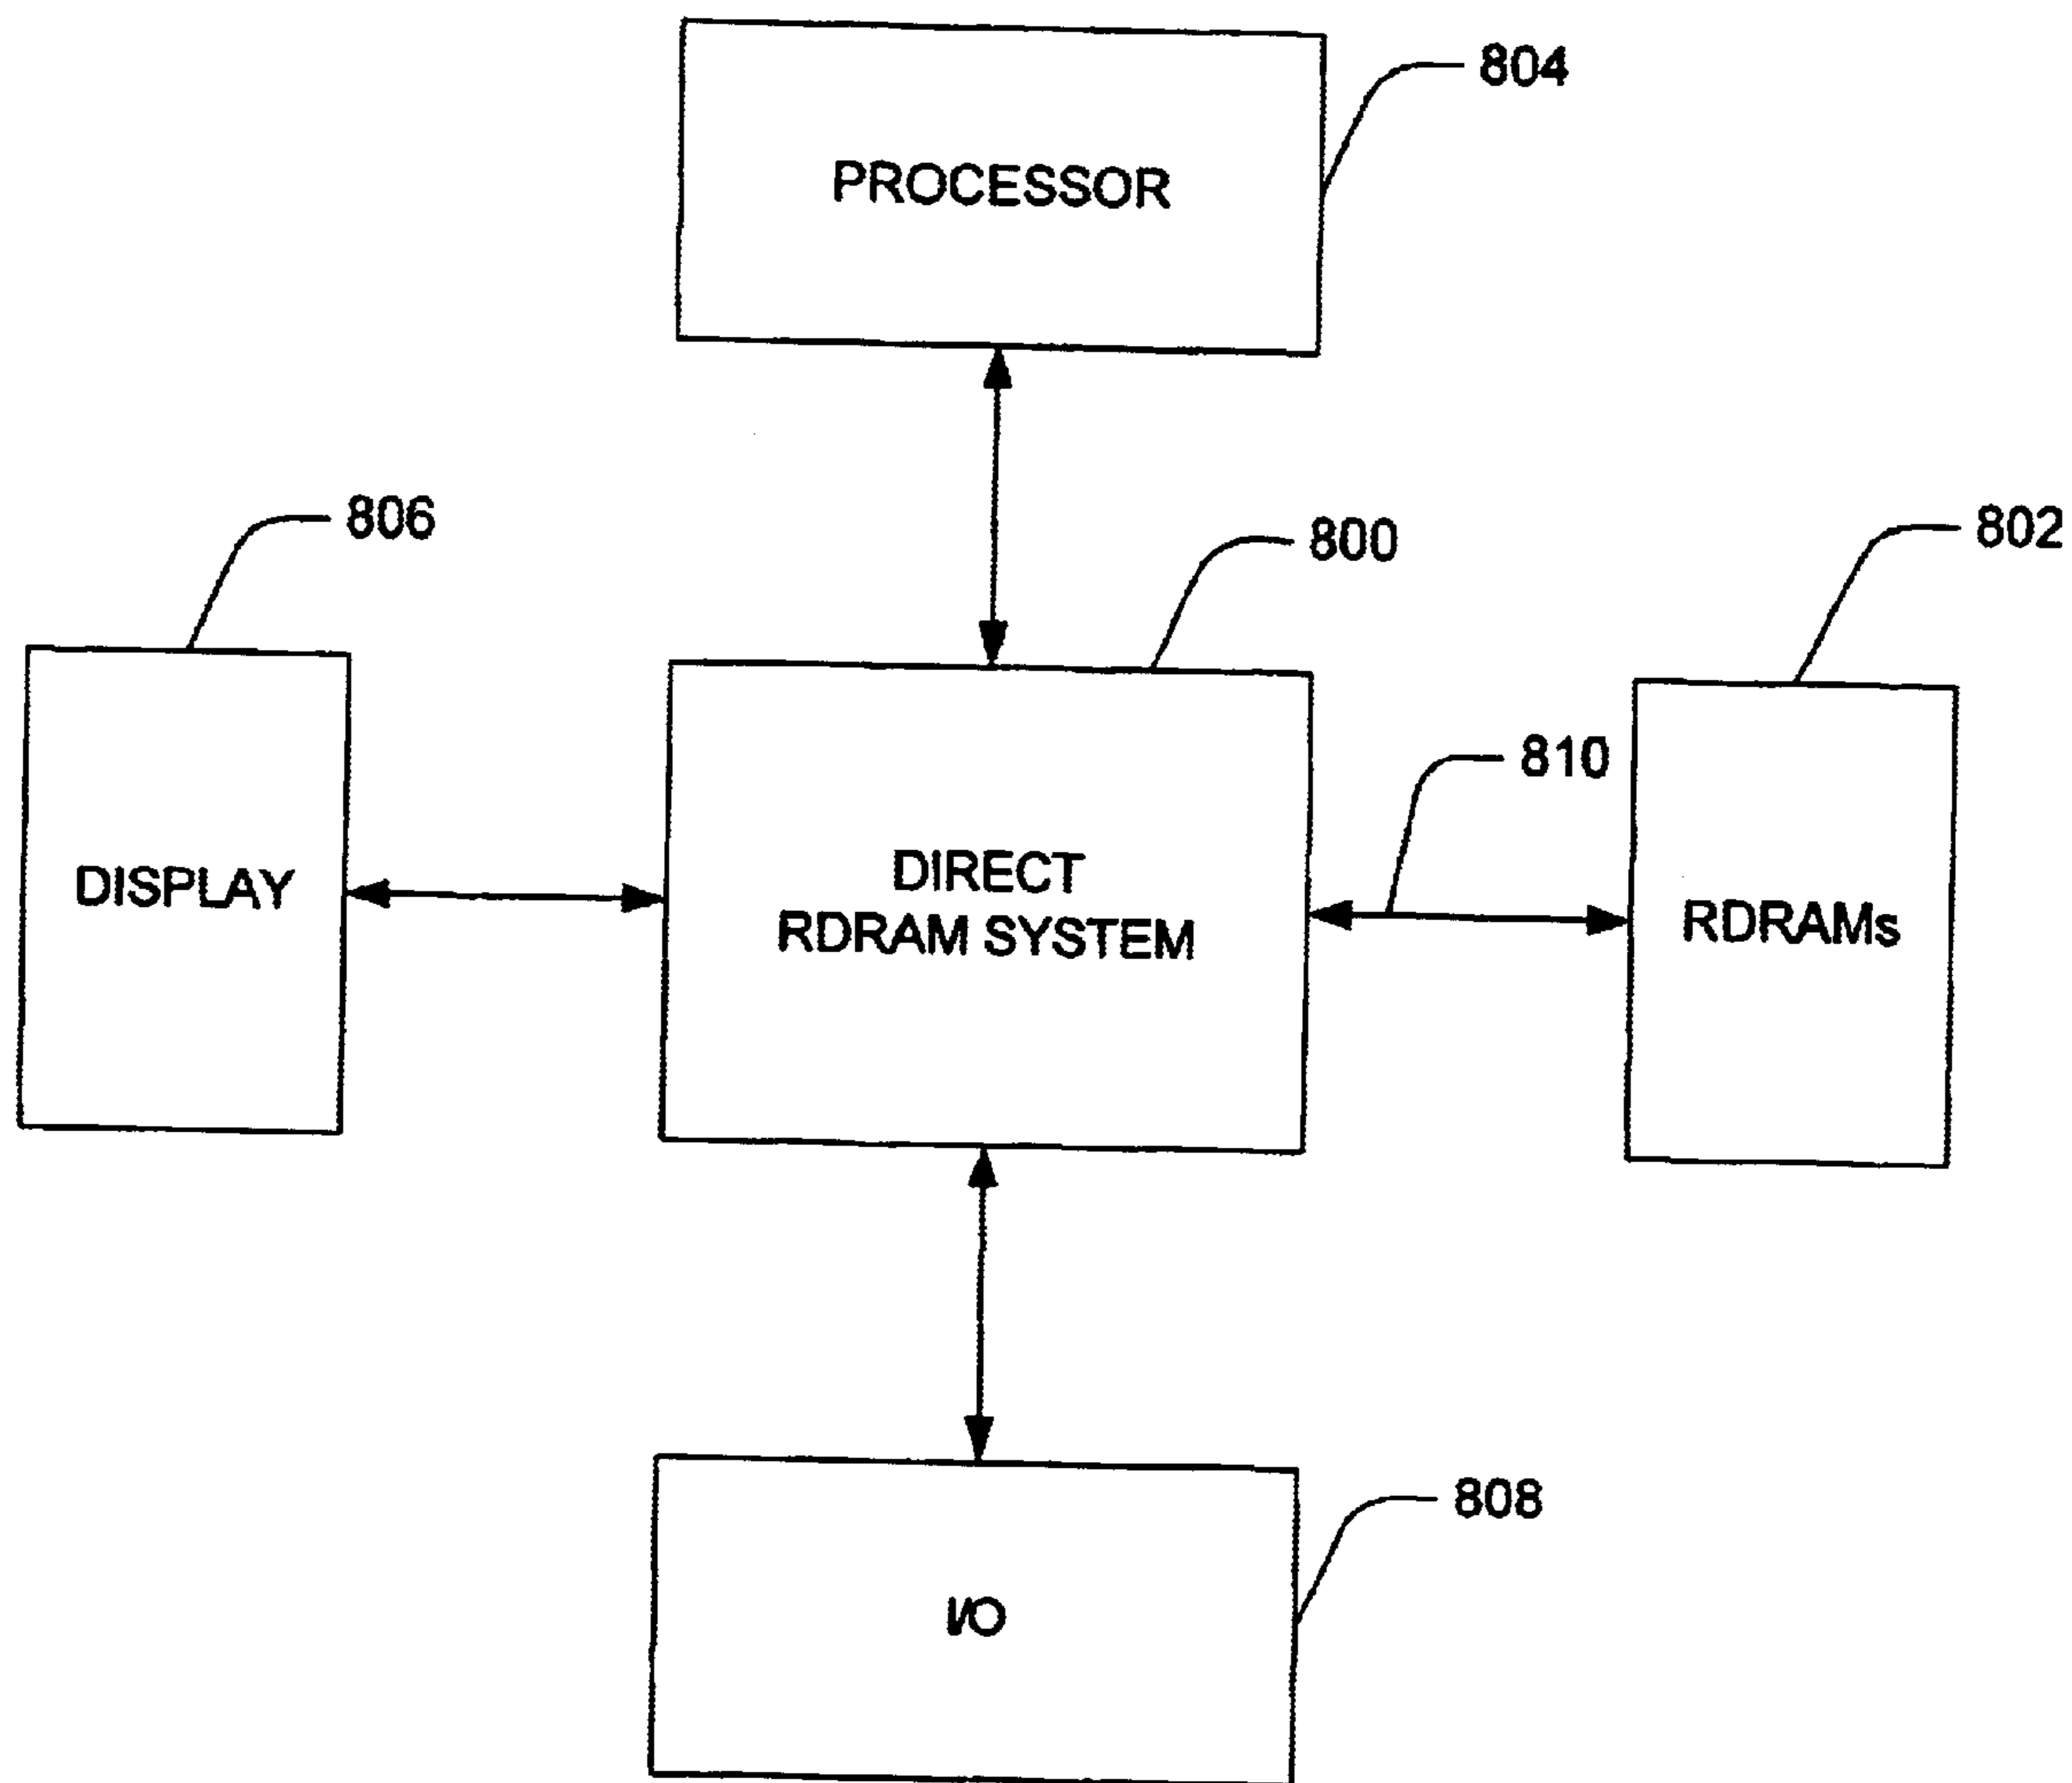 804
PROCESSOR
806
800
802
810
DIRECT
RDRAM SYSTEM
DISPLAY
RDRAMs
808
I/O